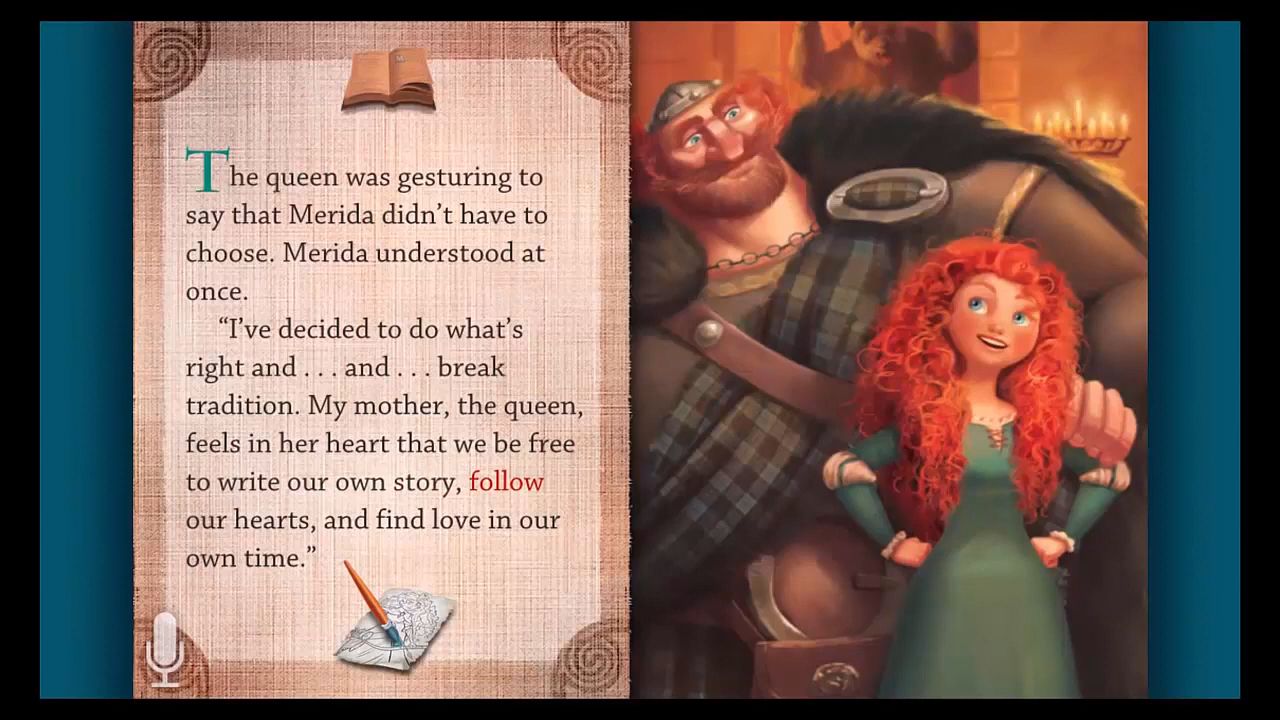 The queen was gesturing to
say that Merida didn’t have to
choose. Merida understood at
once.
“I’ve decided to do what’s
right and . . . and . . . break
tradition. My mother, the queen,
feels in her heart that we be free
to write our own story, follow
our hearts, and find love in our
own time.”